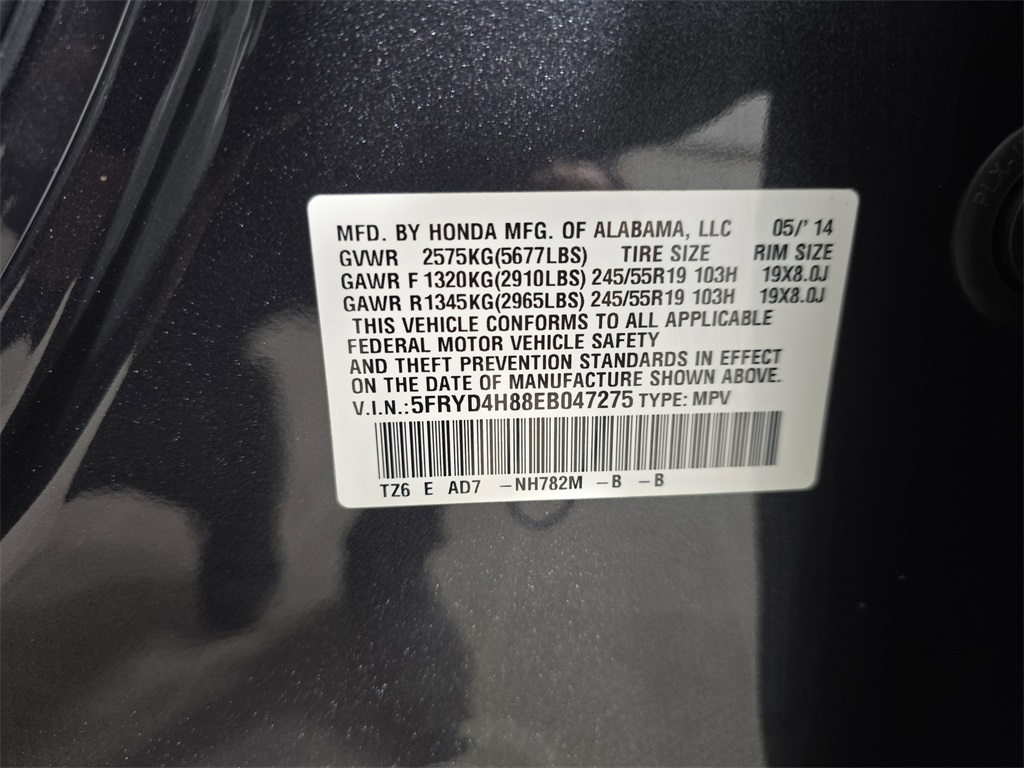 MFD. BY HONDA MFG. OF ALABAMA, LLC 05/'14
GVWR 2575KG(5677LBS) TIRE SIZE RIM SIZE
GAWR F 1320KG(2910LBS) 245/55R19 103H 19X8.0J
GAWR R1345KG(2965LBS) 245/55R19 103H 19X8.0J
THIS VEHICLE CONFORMS TO ALL APPLICABLE
FEDERAL MOTOR VEHICLE SAFETY
AND THEFT PREVENTION STANDARDS IN EFFECT
ON THE DATE OF MANUFACTURE SHOWN ABOVE.
V.I.N.:5FRYD4H88EB047275 TYPE: MPV
TZ6 E AD7 -NH782M -B -B